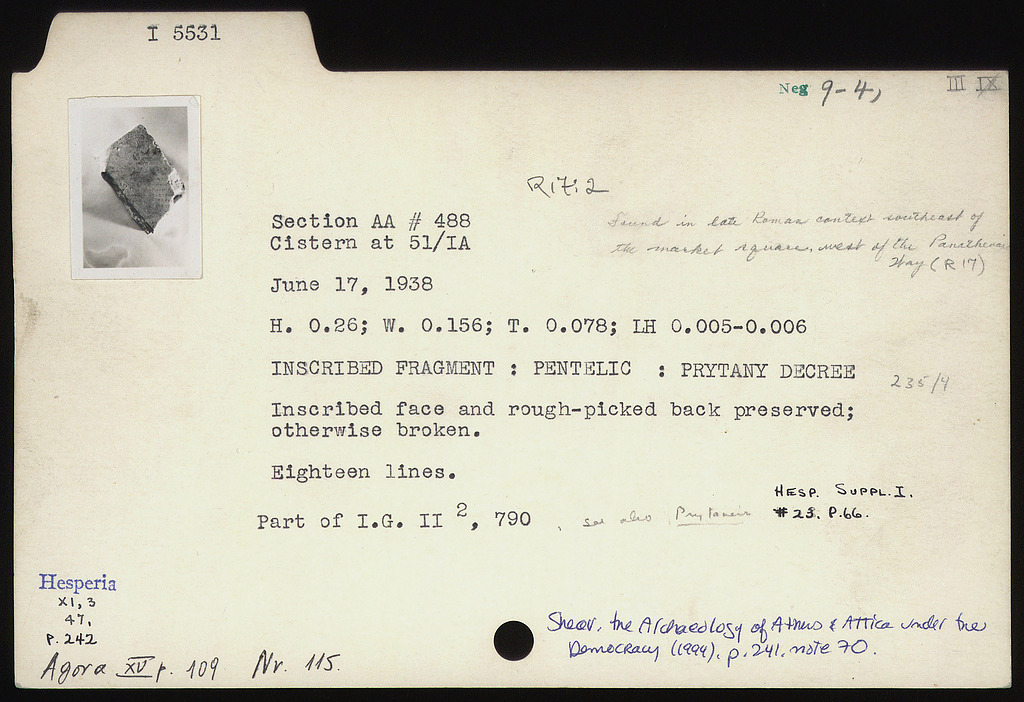 I 5531
Neg 9-4,
III IX
R 17:2
Section AA # 488
Cistern at 51/IA
Found in late Roman context southeast of
the market square, west of the Panathenaic
Way (R 17)
June 17, 1938
H. 0.26; W. 0.156; T. 0.078; LH 0.005-0.006
INSCRIBED FRAGMENT : PENTELIC : PRYTANY DECREE
235/4
Inscribed face and rough-picked back preserved;
otherwise broken.
Eighteen lines.
Part of I.G. II ², 790 , see also Prytaneis
HESP. SUPPL. I.
# 23. P. 66.
Hesperia
XI, 3
47,
P. 242
Agora XV p. 109 Nr. 115.
Shear, the Archaeology of Athens & Attica under the
Democracy (1994), p. 241, note 70.